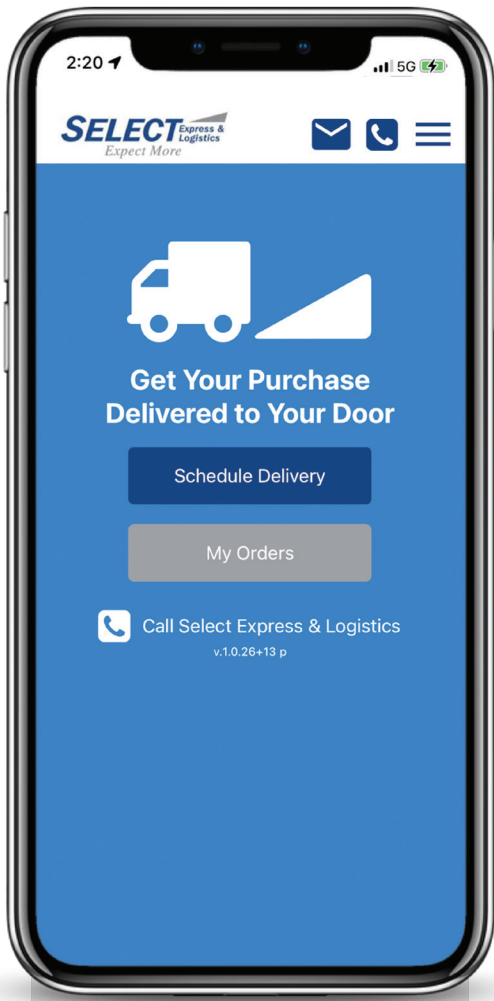 2:20
5G
SELECT Express &
Logistics
Expect More
Get Your Purchase
Delivered to Your Door
Schedule Delivery
My Orders
Call Select Express & Logistics
v.1.0.26+13 p